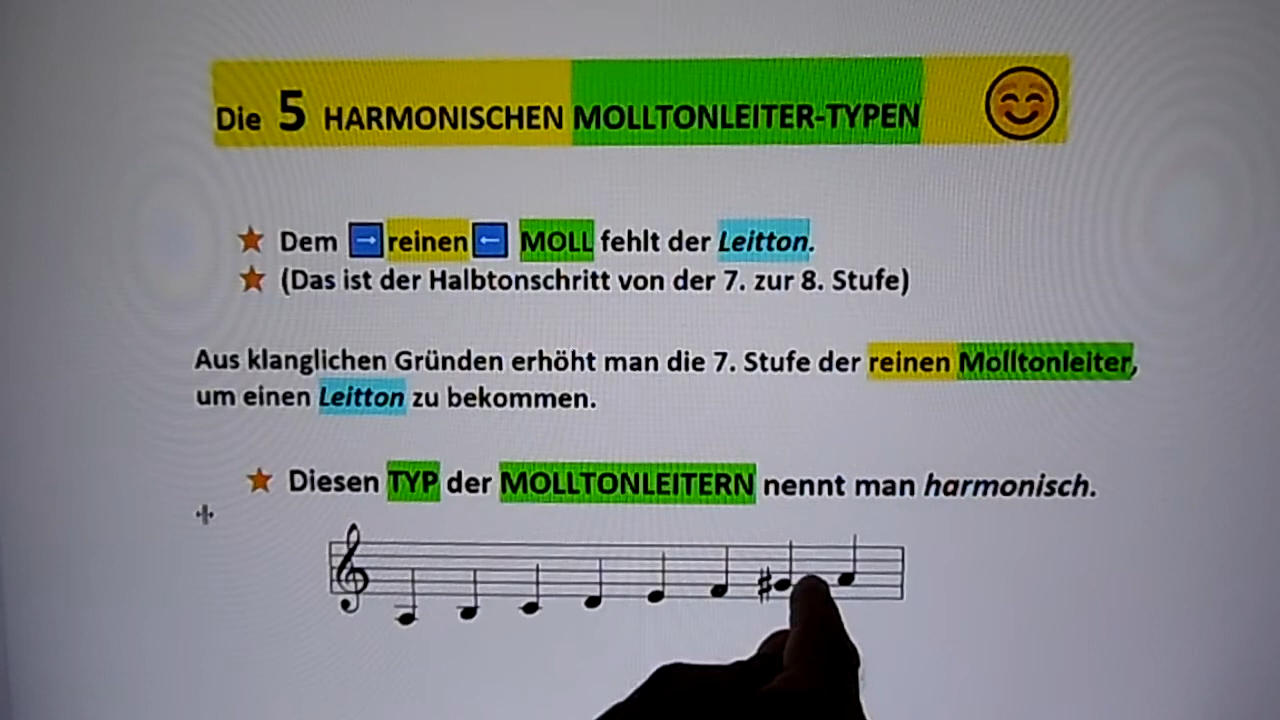 Die 5 HARMONISCHEN MOLLTONLEITER-TYPEN
Dem reinen MOLL fehlt der Leitton.
(Das ist der Halbtonschritt von der 7. zur 8. Stufe)
Aus klanglichen Gründen erhöht man die 7. Stufe der reinen Molltonleiter,
um einen Leitton zu bekommen.
Diesen TYP der MOLLTONLEITERN nennt man harmonisch.